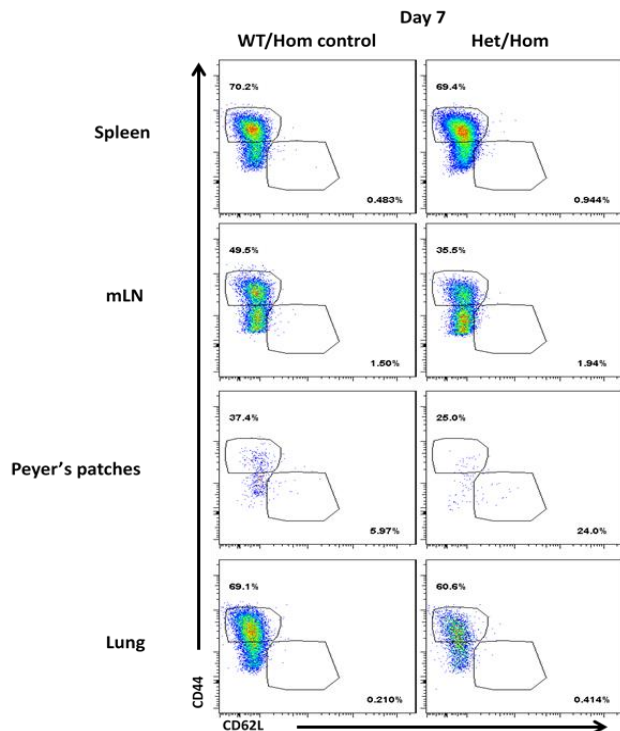 Day 7
WT/Hom control Het/Hom
Spleen
70.2% 69.4%
0.483% 0.944%
mLN
49.5% 35.5%
1.50% 1.94%
Peyer's patches
37.4% 25.0%
5.97% 24.0%
Lung
69.1% 60.6%
0.210% 0.414%
CD44
CD62L